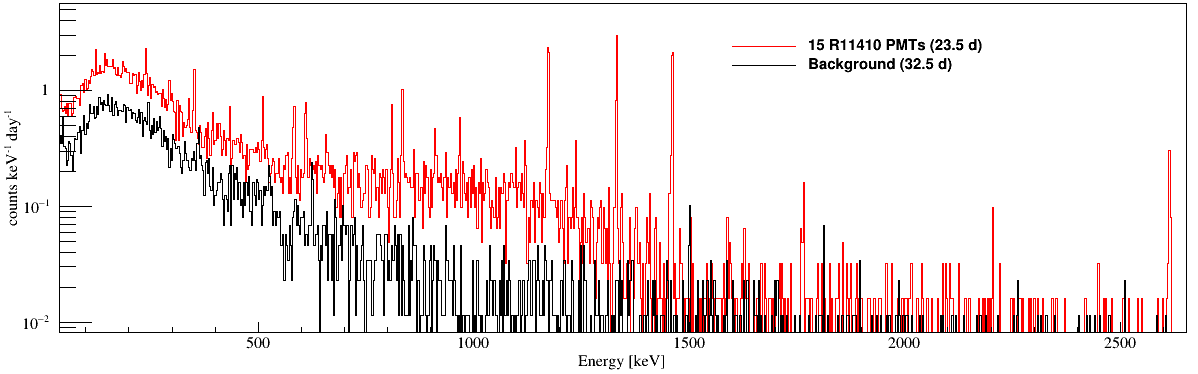 15 R11410 PMTs (23.5 d)
Background (32.5 d)
counts keV⁻¹ day⁻¹
1
10⁻¹
10⁻²
500 1000 1500 2000 2500
Energy [keV]